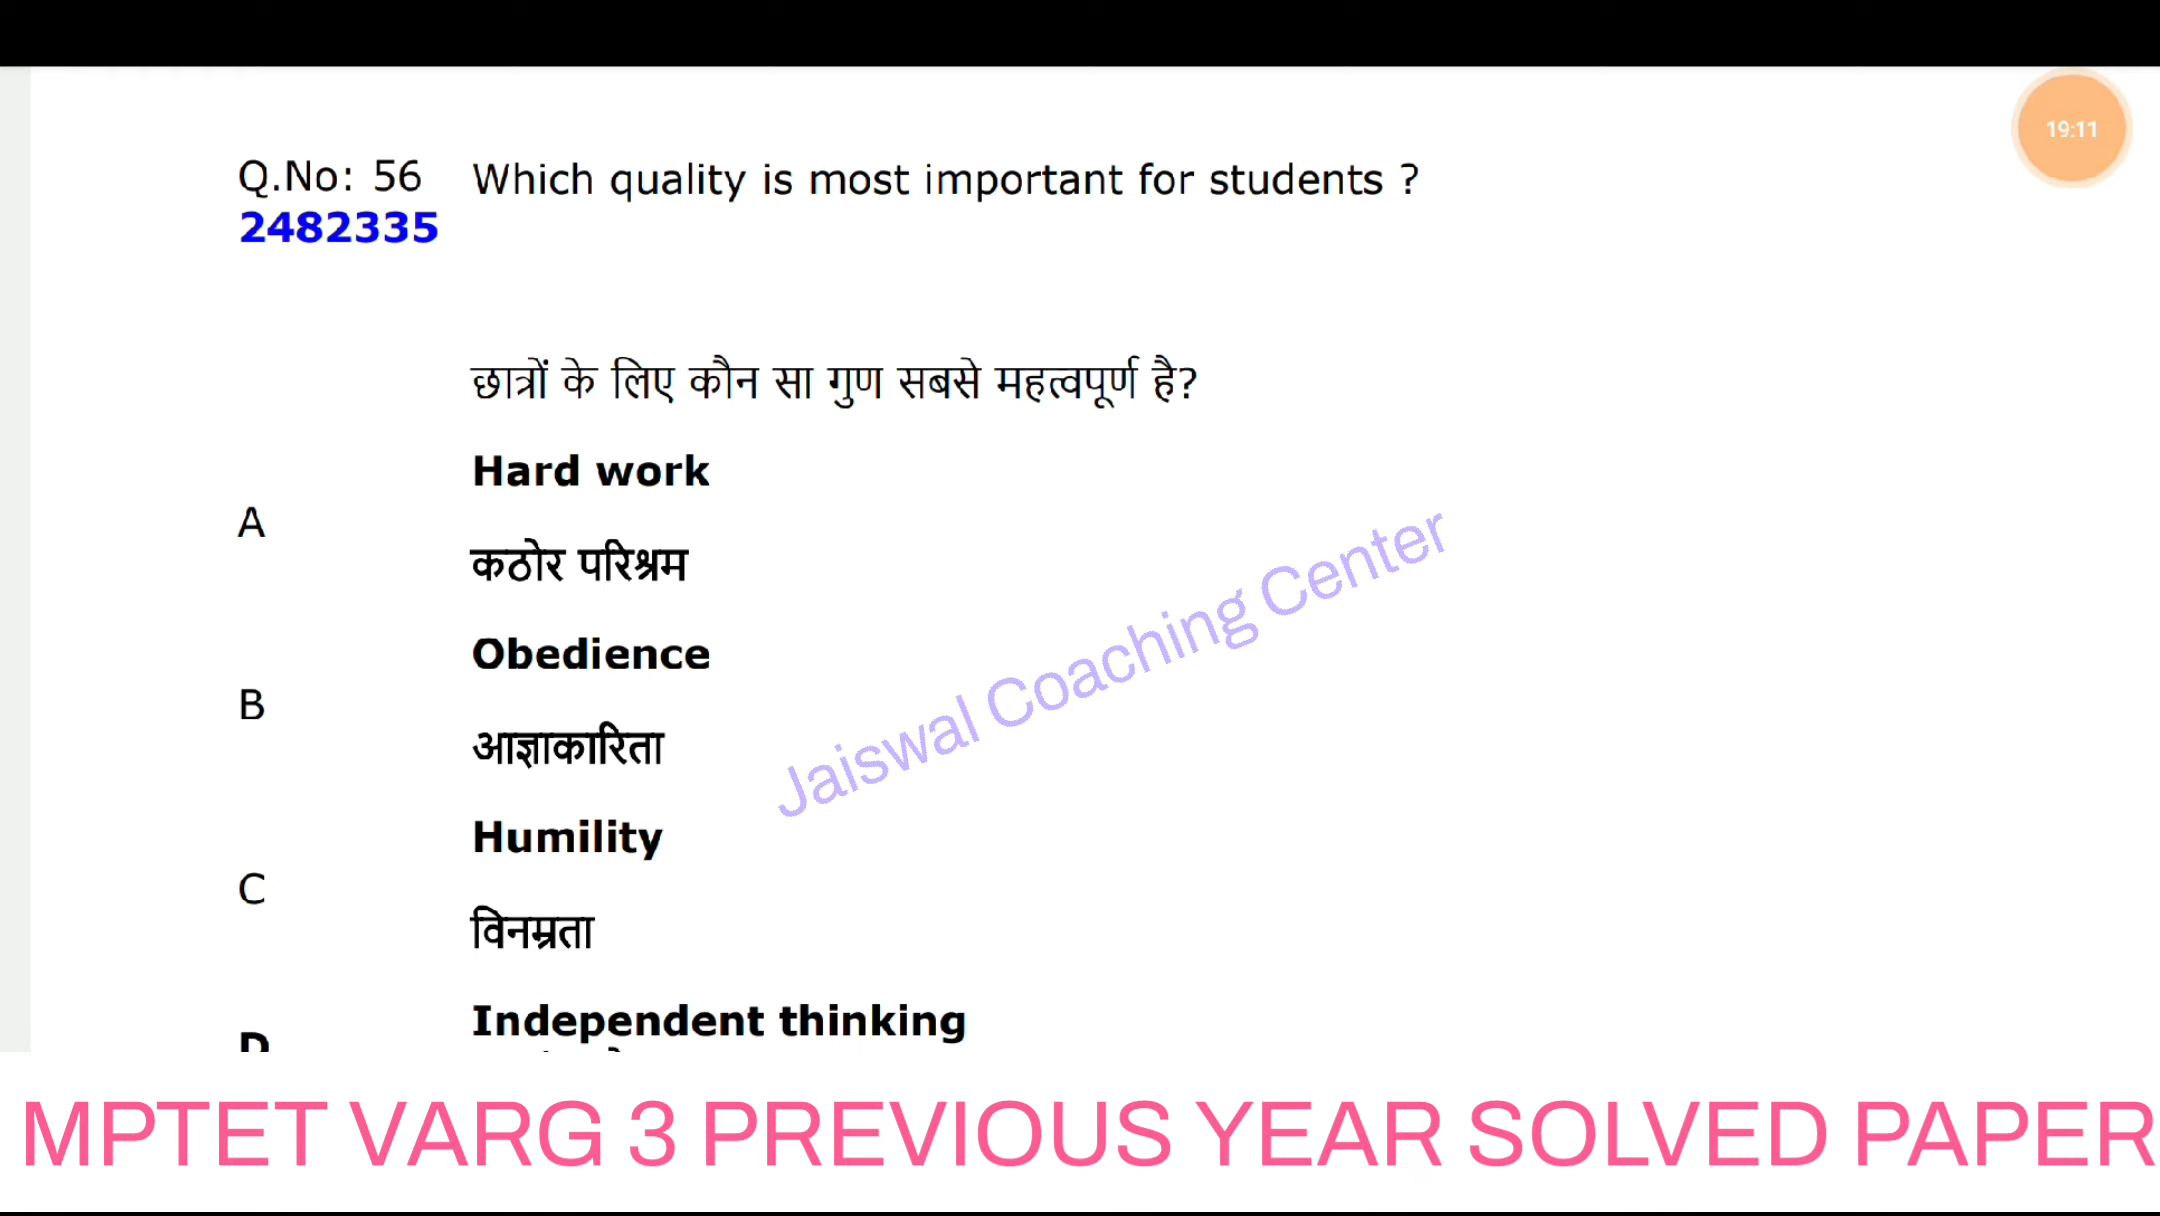 19:11
Q.No: 56 Which quality is most important for students ?
2482335
छात्रों के लिए कौन सा गुण सबसे महत्वपूर्ण है?
Hard work
A
कठोर परिश्रम
Obedience
B
आज्ञाकारिता
Humility
C
विनम्रता
Independent thinking
D
Jaiswal Coaching Center
MPTET VARG 3 PREVIOUS YEAR SOLVED PAPER